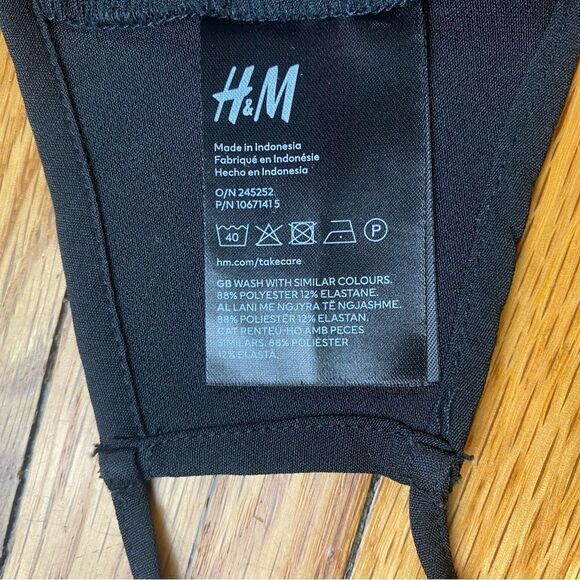 H&M
Made in Indonesia
Fabriqué en Indonésie
Hecho en Indonesia
O/N 245252
P/N 1067141 5
40 P
hm.com/takecare
GB WASH WITH SIMILAR COLOURS.
88% POLYESTER 12% ELASTANE.
AL LANI ME NGJYRA TË NGJASHME.
88% POLIESTËR 12% ELASTAN.
CAT RENTEU-HO AMB PECES
SIMILARS. 88% POLIÈSTER
12% ELASTÀ.